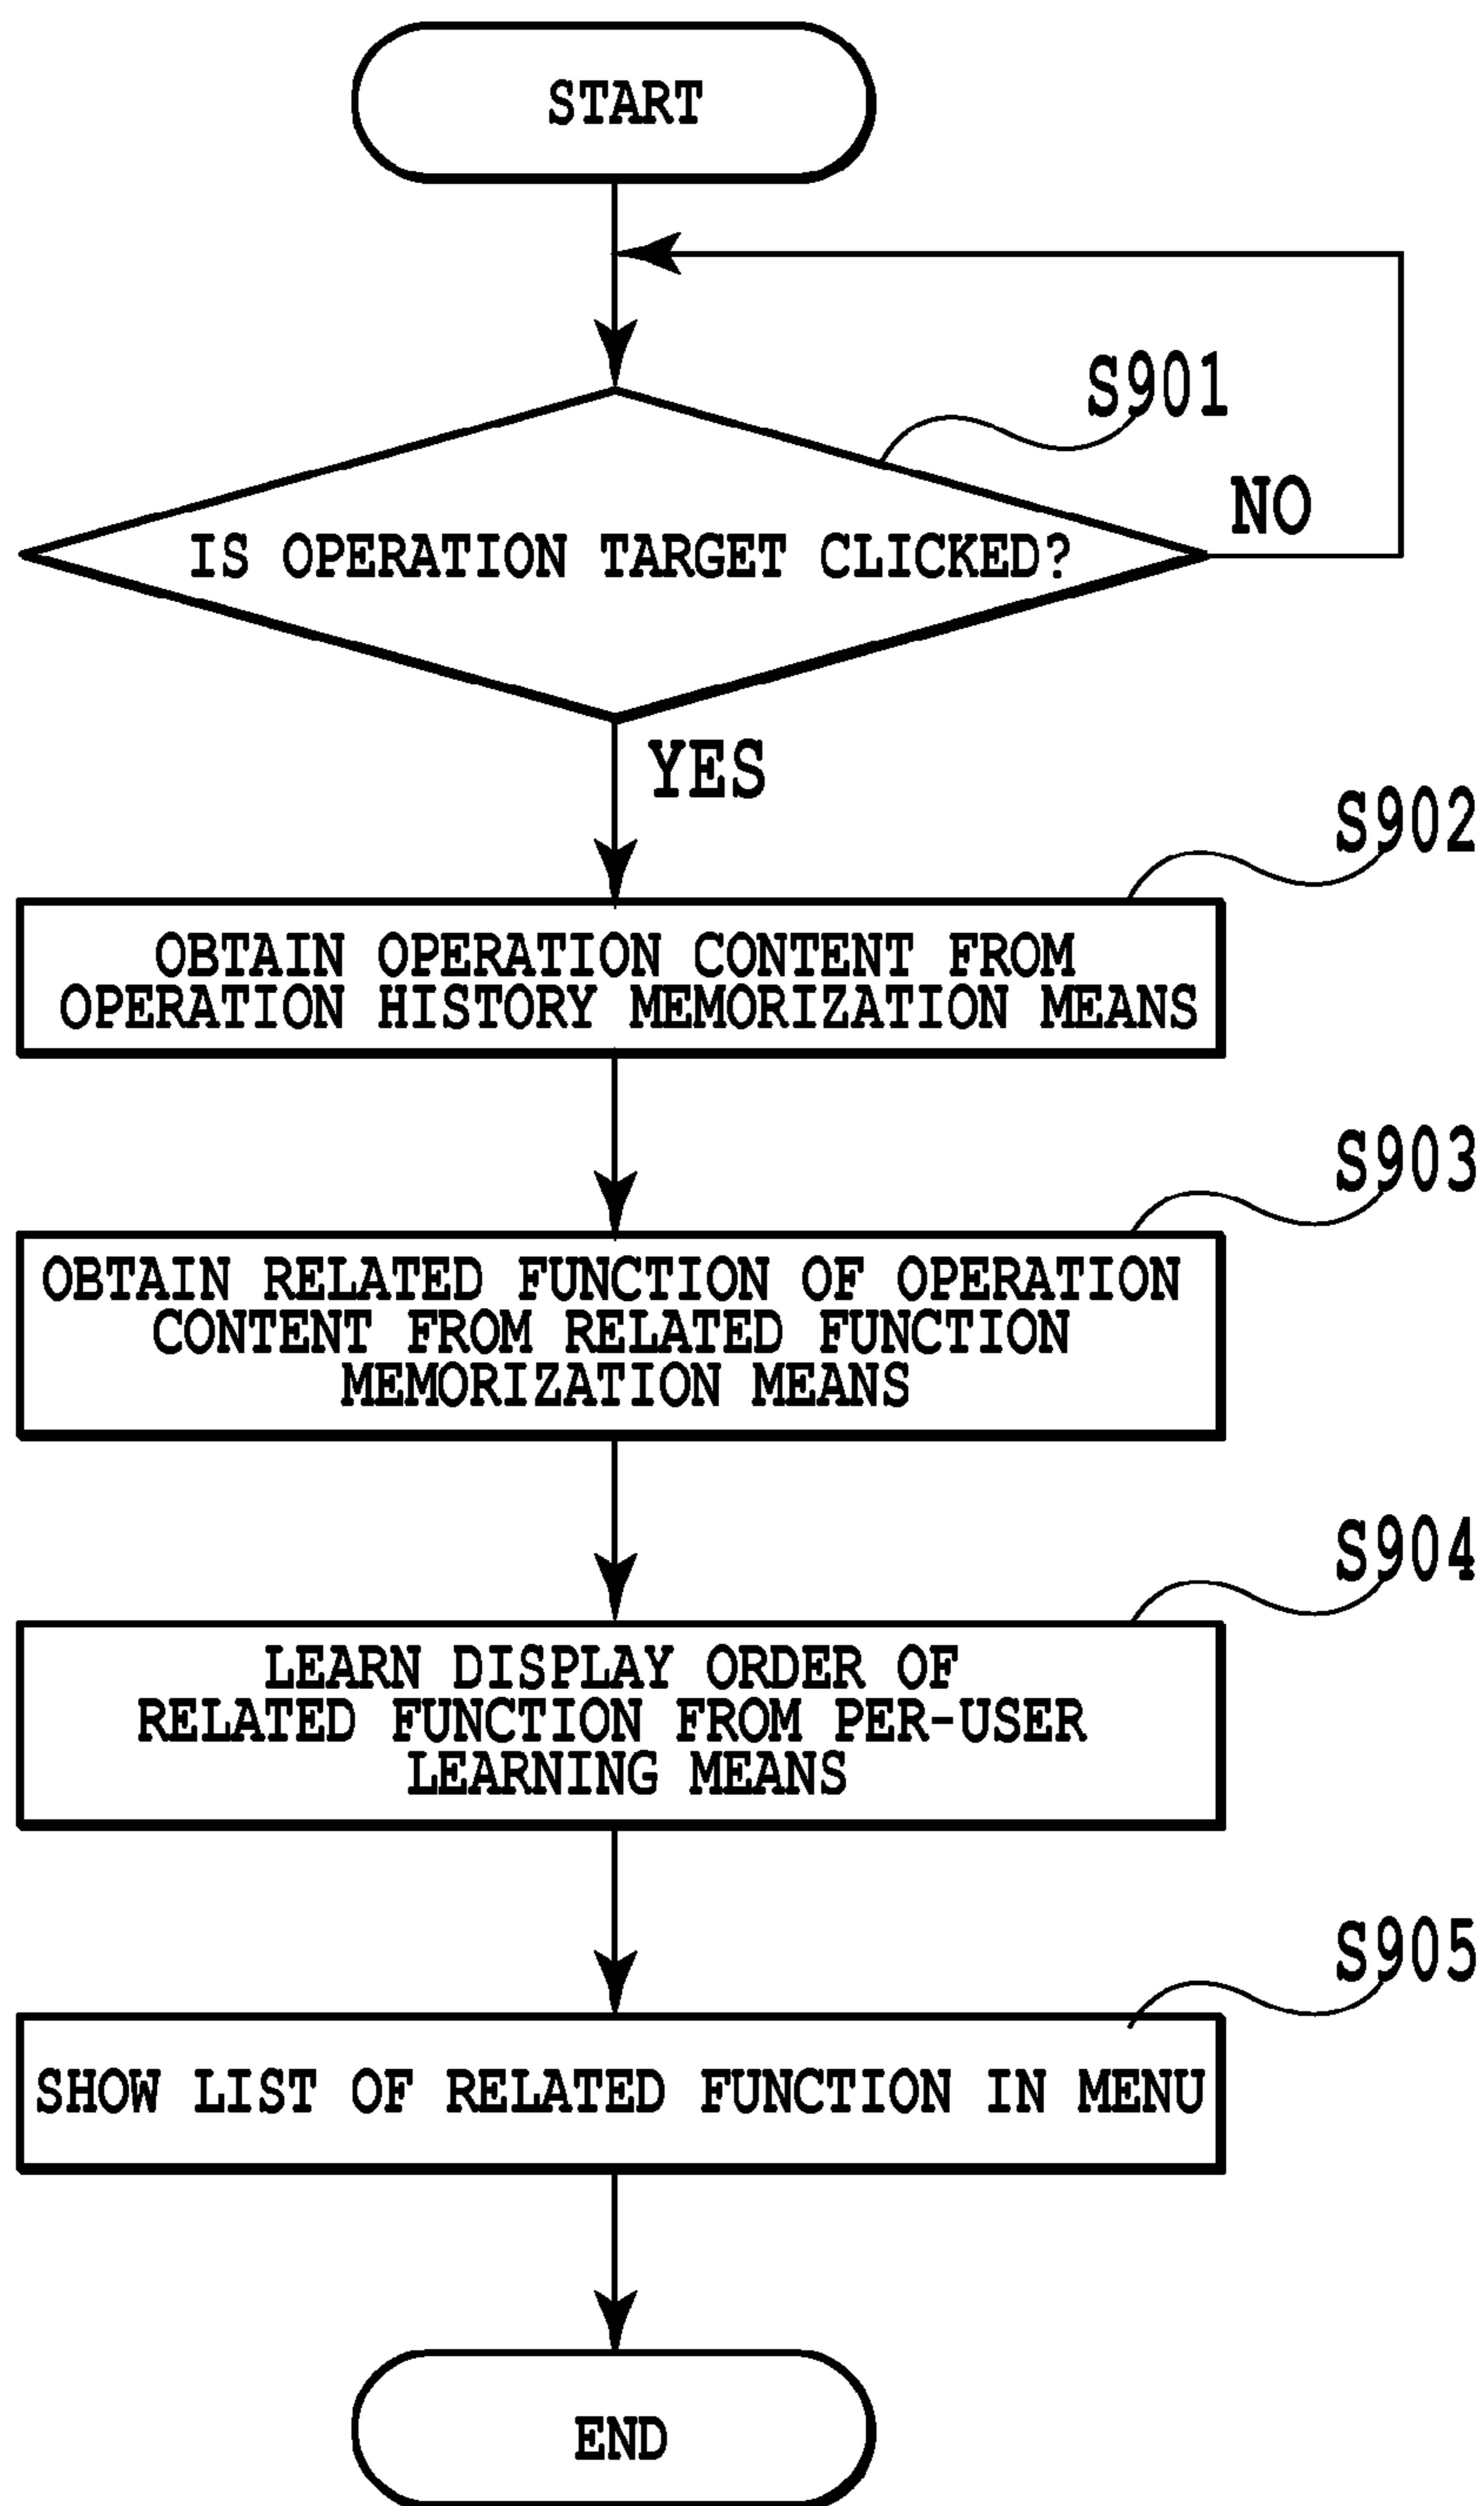 START
S901
NO
IS OPERATION TARGET CLICKED?
YES
S902
OBTAIN OPERATION CONTENT FROM
OPERATION HISTORY MEMORIZATION MEANS
S903
OBTAIN RELATED FUNCTION OF OPERATION
CONTENT FROM RELATED FUNCTION
MEMORIZATION MEANS
S904
LEARN DISPLAY ORDER OF
RELATED FUNCTION FROM PER-USER
LEARNING MEANS
S905
SHOW LIST OF RELATED FUNCTION IN MENU
END